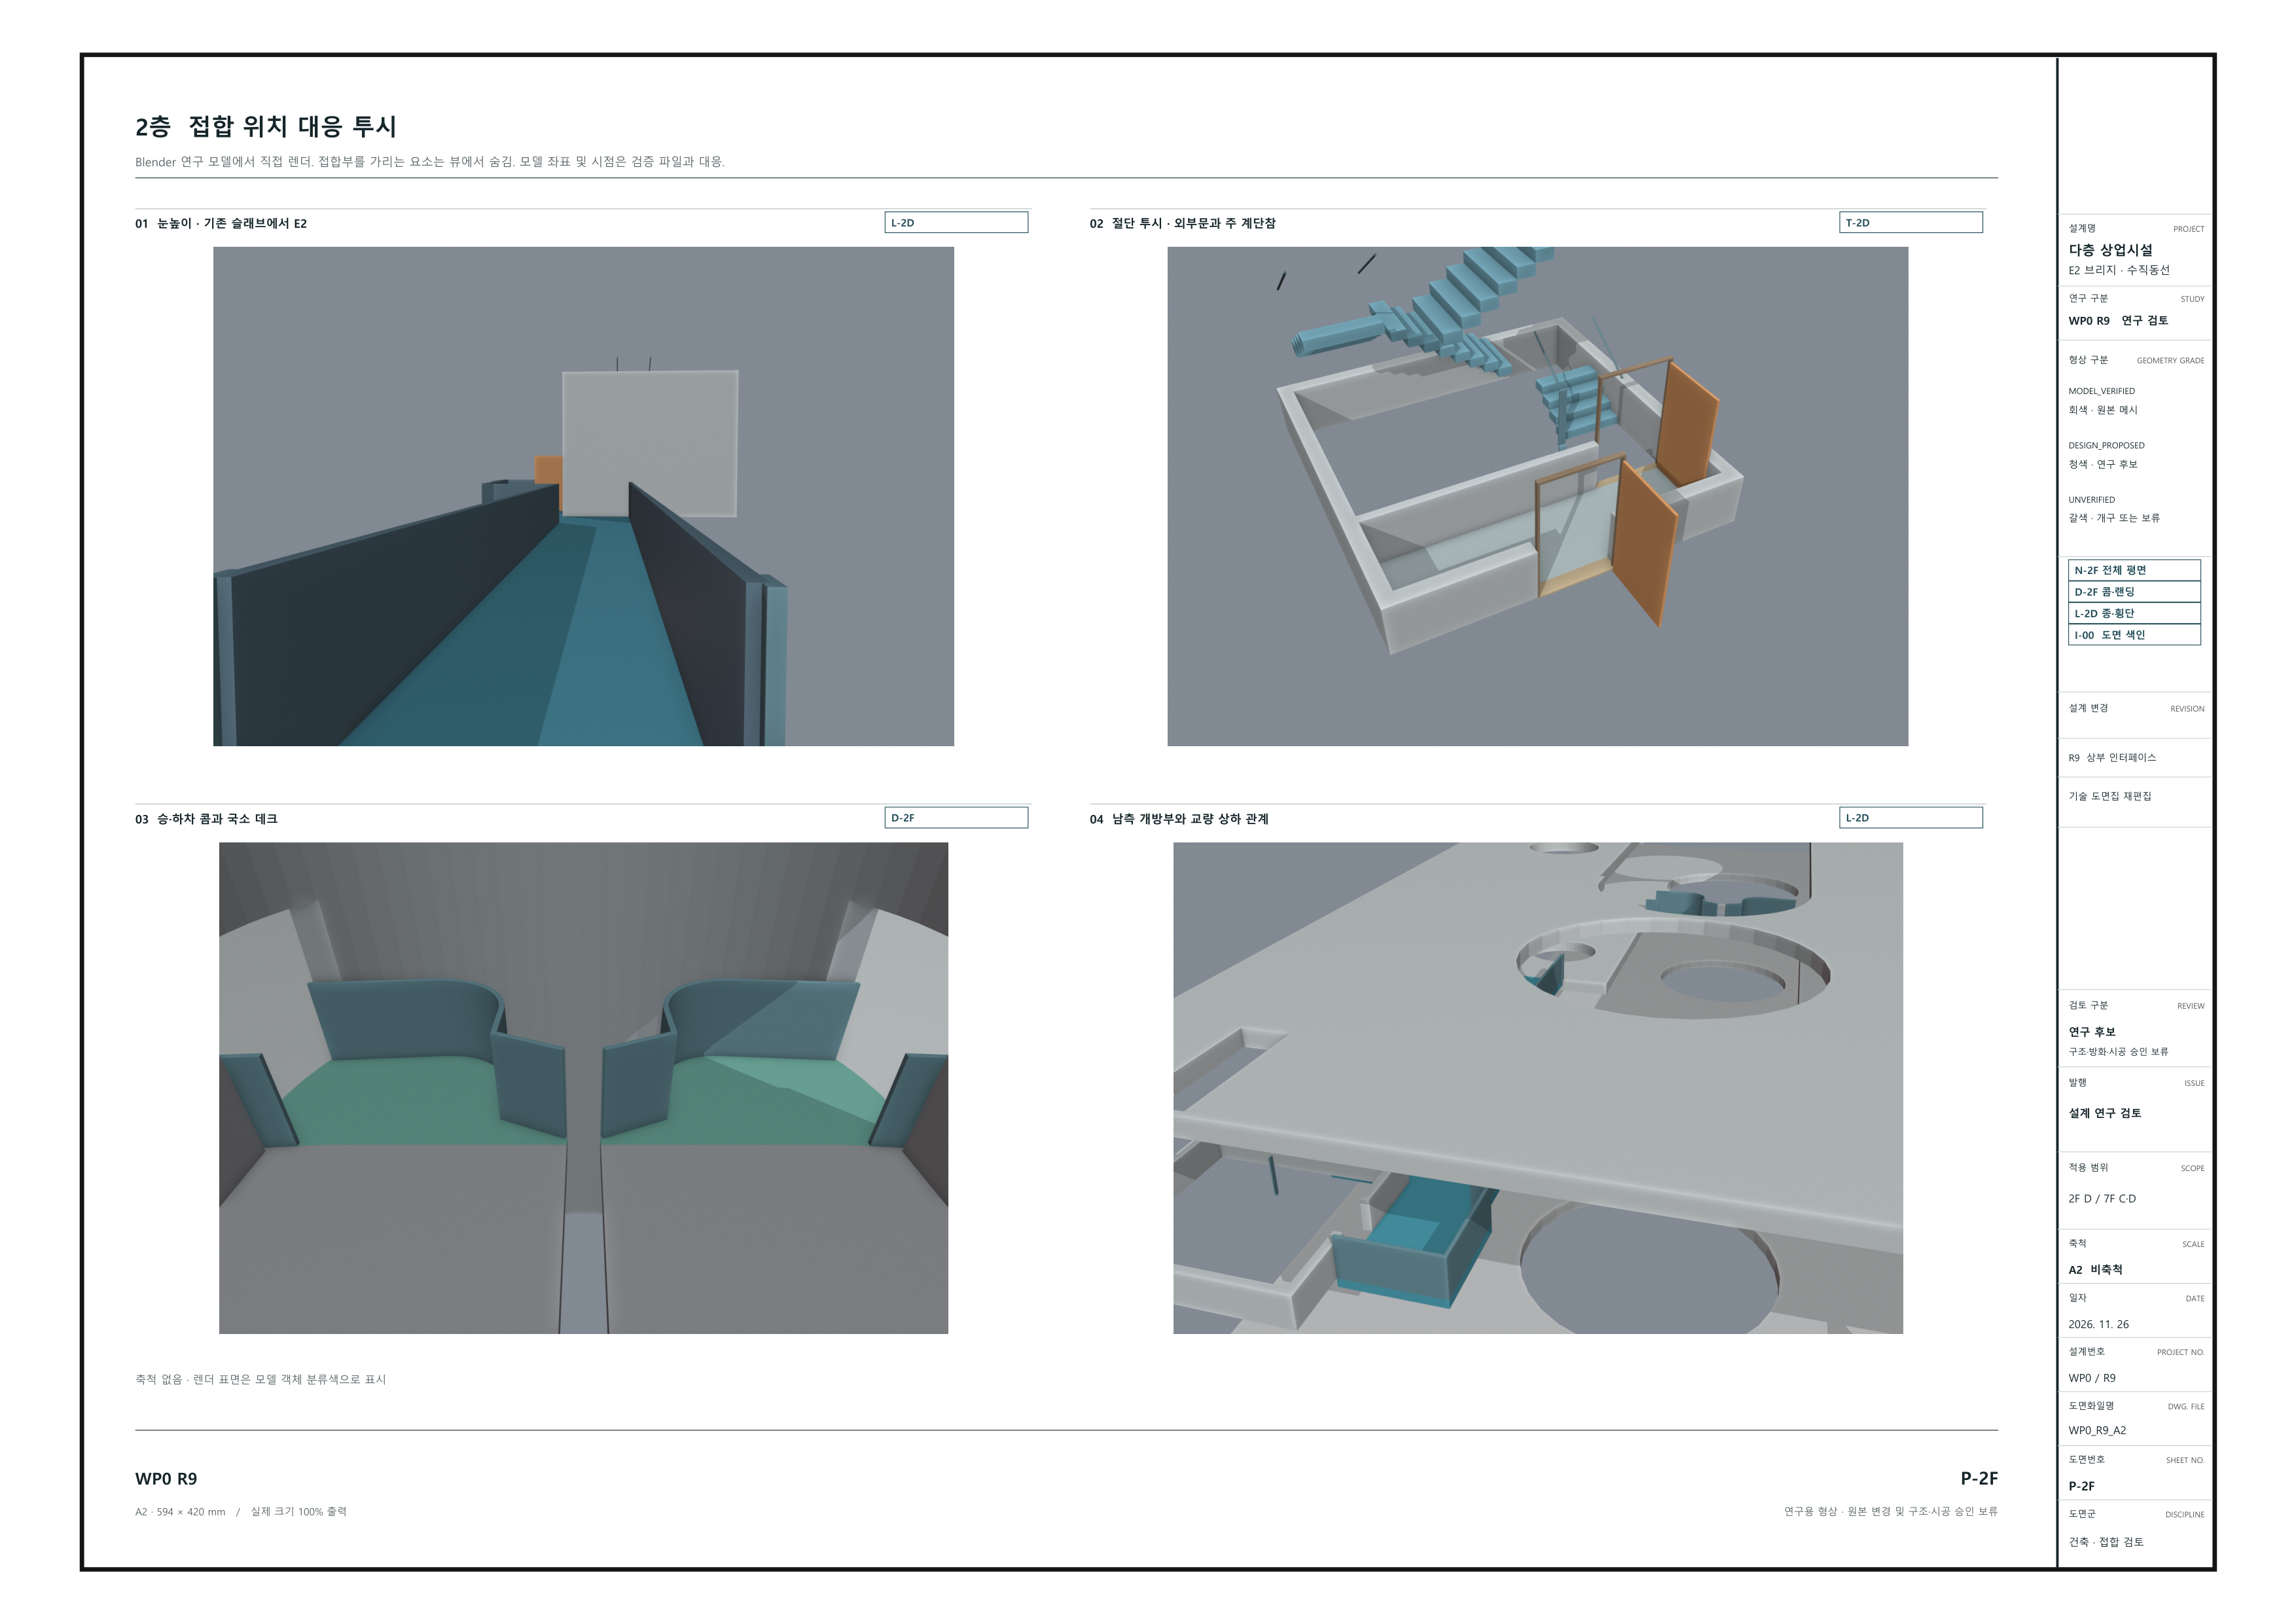 2층 접합 위치 대응 투시
Blender 연구 모델에서 직접 렌더. 접합부를 가리는 요소는 뷰에서 숨김. 모델 좌표 및 시점은 검증 파일과 대응.
01 눈높이 · 기존 슬래브에서 E2
L-2D
02 절단 투시 · 외부문과 주 계단참
T-2D
03 승·하차 콤과 국소 데크
D-2F
04 남측 개방부와 교량 상하 관계
L-2D
축척 없음 · 렌더 표면은 모델 객체 분류색으로 표시
WP0 R9
A2 · 594 × 420 mm / 실제 크기 100% 출력
P-2F
연구용 형상 · 원본 변경 및 구조·시공 승인 보류
설계명 PROJECT
다층 상업시설
E2 브리지 · 수직동선
연구 구분 STUDY
WP0 R9 연구 검토
형상 구분 GEOMETRY GRADE
MODEL_VERIFIED
회색 · 원본 메시
DESIGN_PROPOSED
청색 · 연구 후보
UNVERIFIED
갈색 · 개구 또는 보류
N-2F 전체 평면
D-2F 콤·랜딩
L-2D 종·횡단
I-00 도면 색인
설계 변경 REVISION
R9 상부 인터페이스
기술 도면집 재편집
검토 구분 REVIEW
연구 후보
구조·방화·시공 승인 보류
발행 ISSUE
설계 연구 검토
적용 범위 SCOPE
2F D / 7F C·D
축척 SCALE
A2 비축척
일자 DATE
2026. 11. 26
설계번호 PROJECT NO.
WP0 / R9
도면화일명 DWG. FILE
WP0_R9_A2
도면번호 SHEET NO.
P-2F
도면군 DISCIPLINE
건축 · 접합 검토